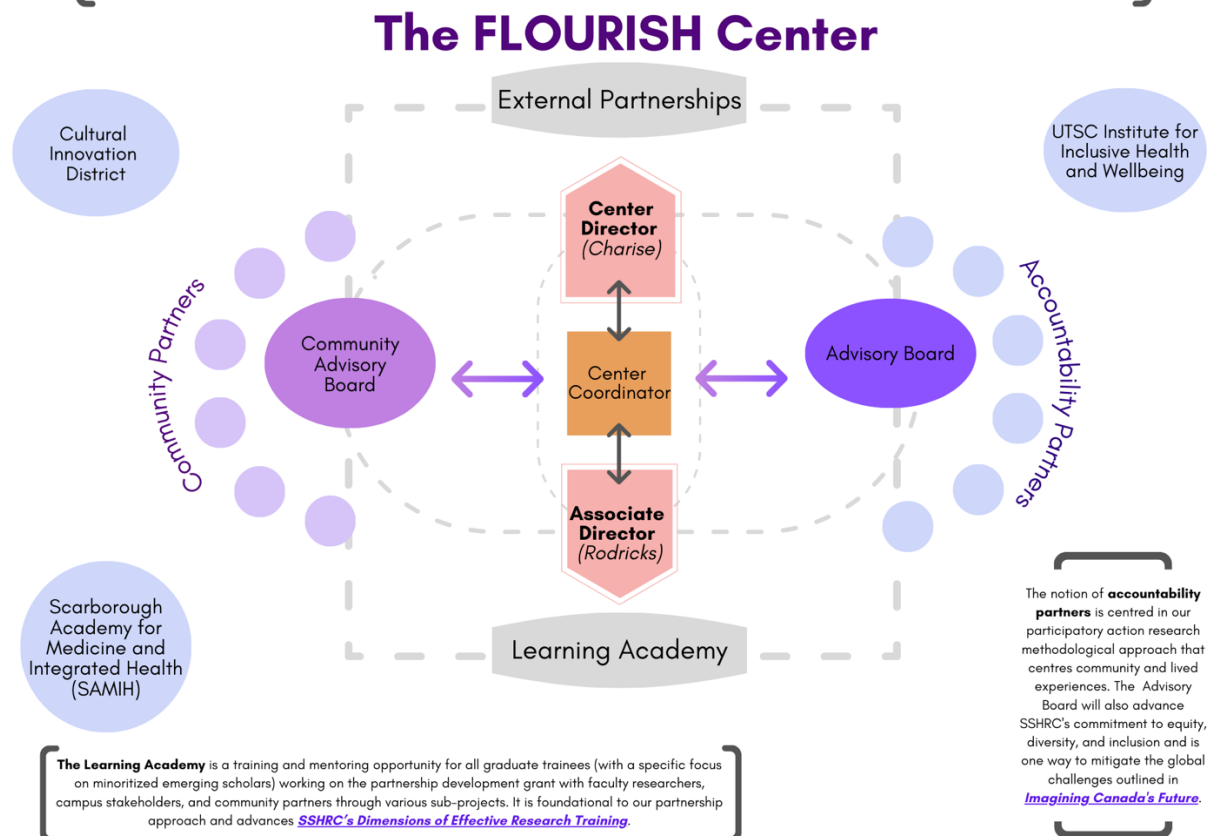 The FLOURISH Center
External Partnerships
Cultural
Innovation
District
UTSC Institute for
Inclusive Health
and Wellbeing
Center
Director
(Charise)
Community Partners
Accountability Partners
Community
Advisory
Board
Center
Coordinator
Advisory Board
Associate
Director
(Rodricks)
Learning Academy
Scarborough
Academy for
Medicine and
Integrated Health
(SAMIH)
The notion of accountability
partners is centred in our
participatory action research
methodological approach that
centres community and lived
experiences. The Advisory
Board will also advance
SSHRC's commitment to equity,
diversity, and inclusion and is
one way to mitigate the global
challenges outlined in
Imagining Canada's Future.
The Learning Academy is a training and mentoring opportunity for all graduate trainees (with a specific focus
on minoritized emerging scholars) working on the partnership development grant with faculty researchers,
campus stakeholders, and community partners through various sub-projects. It is foundational to our partnership
approach and advances SSHRC's Dimensions of Effective Research Training.